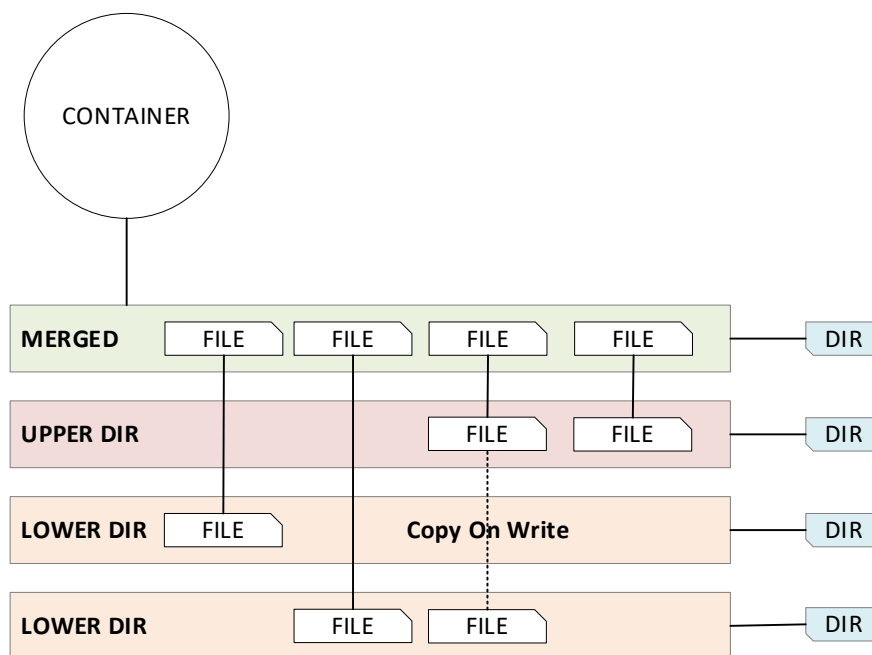 CONTAINER
MERGED FILE FILE FILE FILE DIR
UPPER DIR FILE FILE DIR
LOWER DIR FILE Copy On Write DIR
LOWER DIR FILE FILE DIR